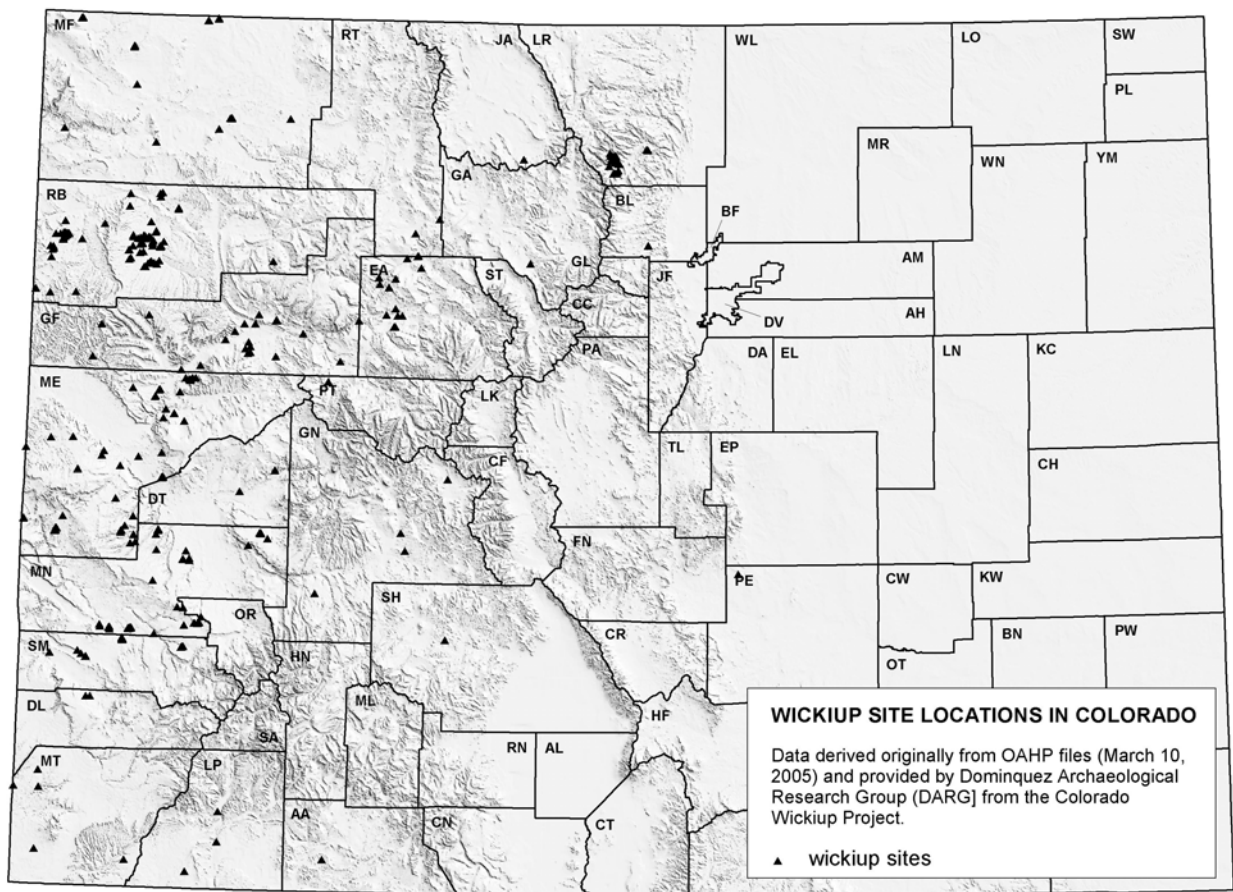 MF
RT
JA
LR
WL
LO
SW
PL
MR
WN
YM
GA
RB
BL
BF
GL
JF
AM
EA
ST
CC
AH
GF
DV
PA
DA
EL
LN
KC
ME
PT
LK
GN
CF
TL
EP
CH
DT
FN
MN
PE
CW
KW
SH
OR
CR
BN
PW
SM
HN
OT
DL
ML
HF
SA
RN
AL
MT
LP
AA
CN
CT
WICKIUP SITE LOCATIONS IN COLORADO
Data derived originally from OAHP files (March 10,
2005) and provided by Dominquez Archaeological
Research Group (DARG] from the Colorado
Wickiup Project.
wickiup sites